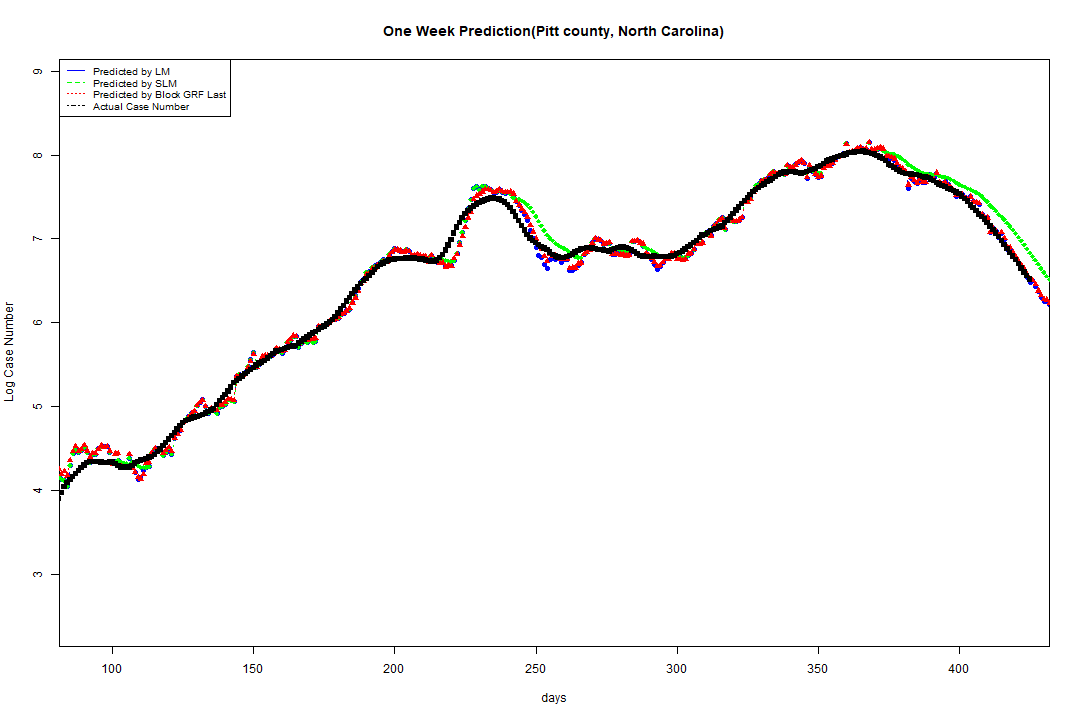 One Week Prediction(Pitt county, North Carolina)
Predicted by LM
Predicted by SLM
Predicted by Block GRF Last
Actual Case Number
9
8
7
6
5
4
3
Log Case Number
100 150 200 250 300 350 400
days